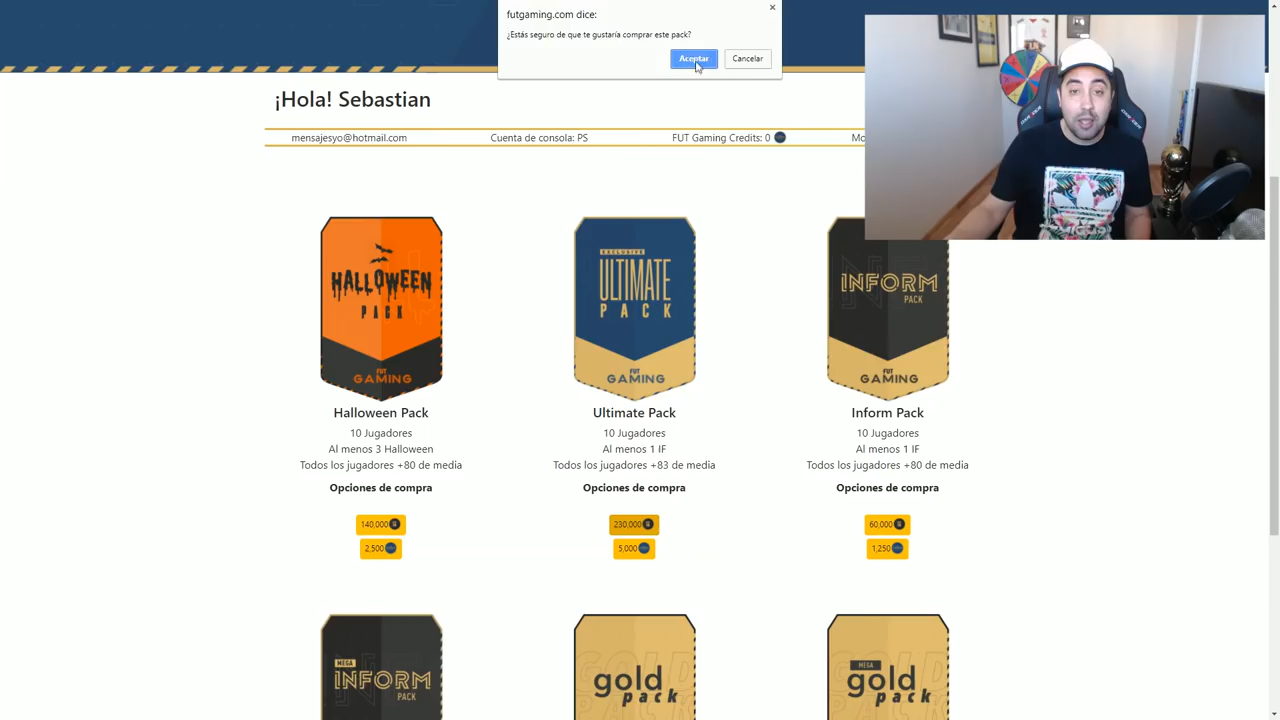 futgaming.com dice:
¿Estás seguro de que te gustaría comprar este pack?
Aceptar
Cancelar
¡Hola! Sebastian
mensajesyo@hotmail.com
Cuenta de consola: PS
FUT Gaming Credits: 0
HALLOWEEN
PACK
FUT
GAMING
EXCLUSIVE
ULTIMATE
PACK
FUT
GAMING
INFORM
PACK
FUT
GAMING
Halloween Pack
10 Jugadores
Al menos 3 Halloween
Todos los jugadores +80 de media
Opciones de compra
140,000
2,500
Ultimate Pack
10 Jugadores
Al menos 1 IF
Todos los jugadores +83 de media
Opciones de compra
230,000
5,000
Inform Pack
10 Jugadores
Al menos 1 IF
Todos los jugadores +80 de media
Opciones de compra
60,000
1,250
MEGA
INFORM
PACK
gold
pack
MEGA
gold
pack